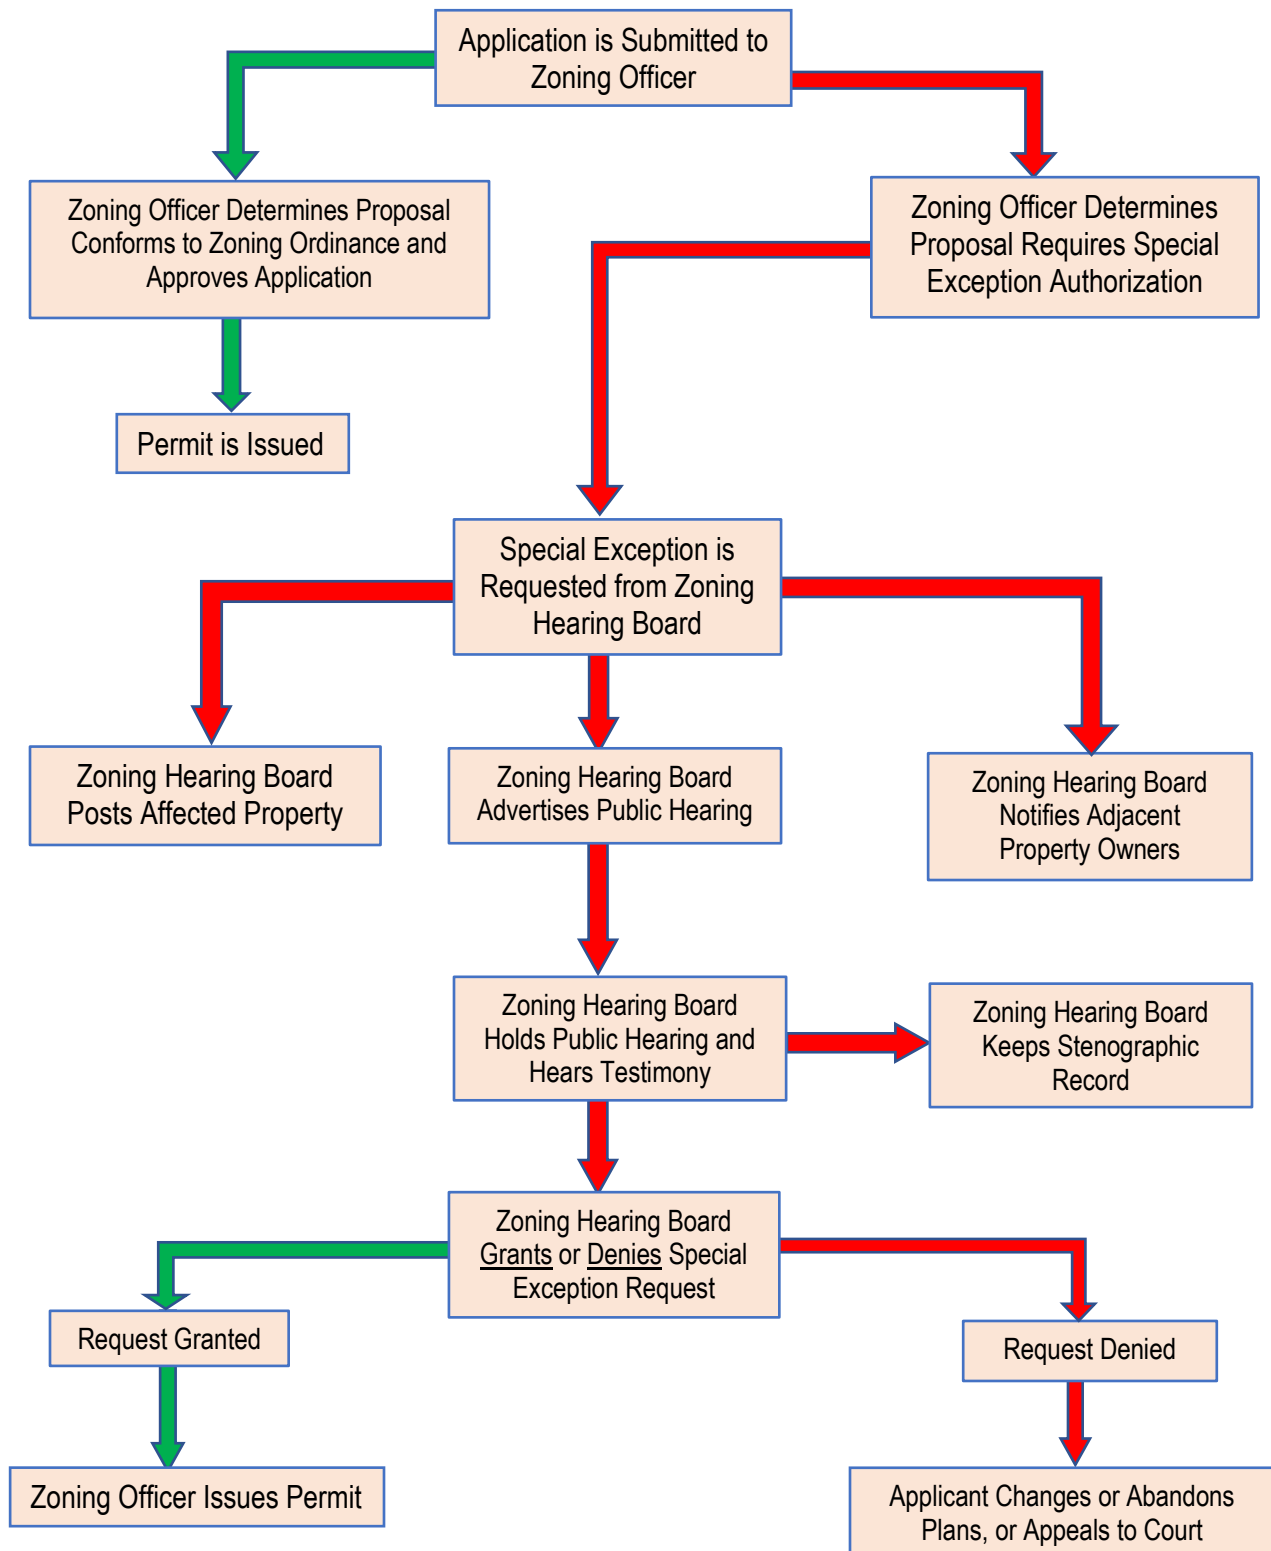 Application is Submitted to
Zoning Officer
Zoning Officer Determines Proposal
Conforms to Zoning Ordinance and
Approves Application
Zoning Officer Determines
Proposal Requires Special
Exception Authorization
Permit is Issued
Special Exception is
Requested from Zoning
Hearing Board
Zoning Hearing Board
Posts Affected Property
Zoning Hearing Board
Advertises Public Hearing
Zoning Hearing Board
Notifies Adjacent
Property Owners
Zoning Hearing Board
Holds Public Hearing and
Hears Testimony
Zoning Hearing Board
Keeps Stenographic
Record
Zoning Hearing Board
Grants or Denies Special
Exception Request
Request Granted
Request Denied
Zoning Officer Issues Permit
Applicant Changes or Abandons
Plans, or Appeals to Court